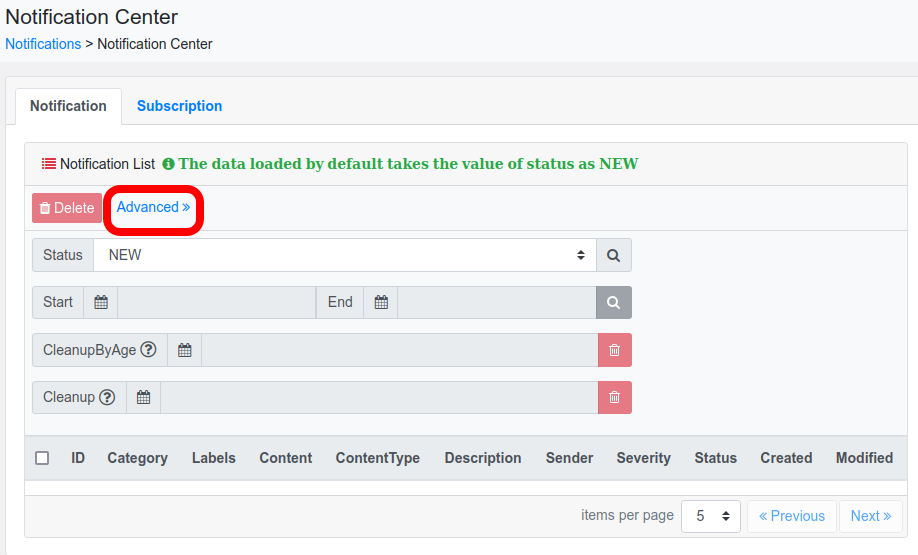 Notification Center
Notifications > Notification Center
Notification Subscription
Notification List The data loaded by default takes the value of status as NEW
Delete Advanced »
Status NEW
Start End
CleanupByAge ?
Cleanup ?
ID Category Labels Content ContentType Description Sender Severity Status Created Modified
items per page 5 « Previous Next »